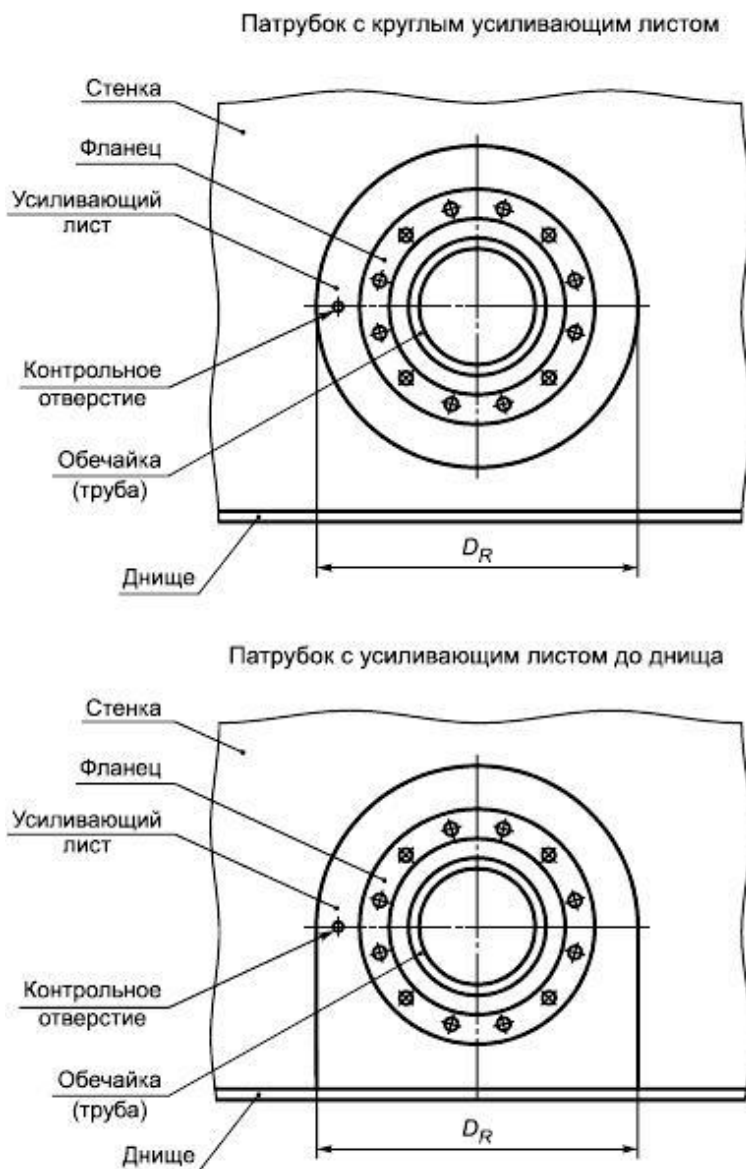 Патрубок с круглым усиливающим листом
Стенка
Фланец
Усиливающий
лист
Контрольное
отверстие
Обечайка
(труба)
Днище
D_R
Патрубок с усиливающим листом до днища
Стенка
Фланец
Усиливающий
лист
Контрольное
отверстие
Обечайка
(труба)
Днище
D_R